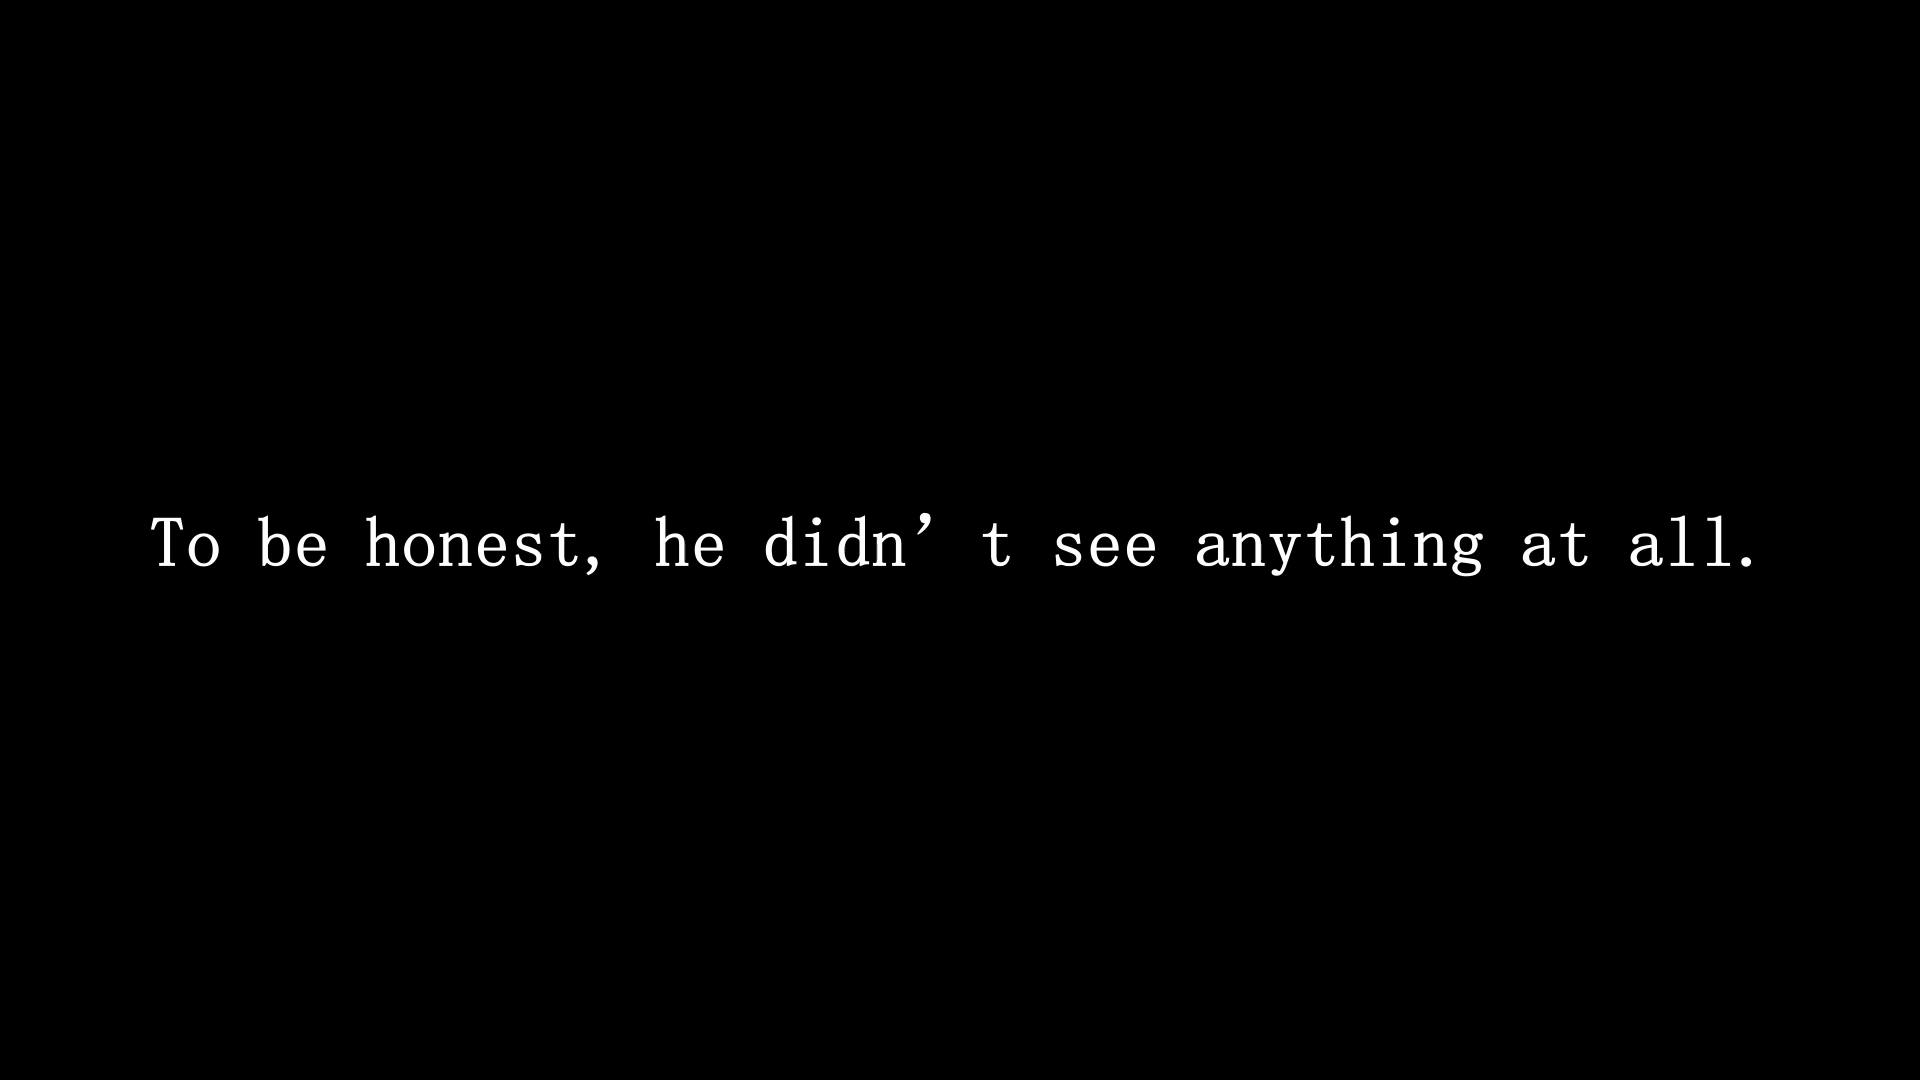 To be honest, he didn’t see anything at all.